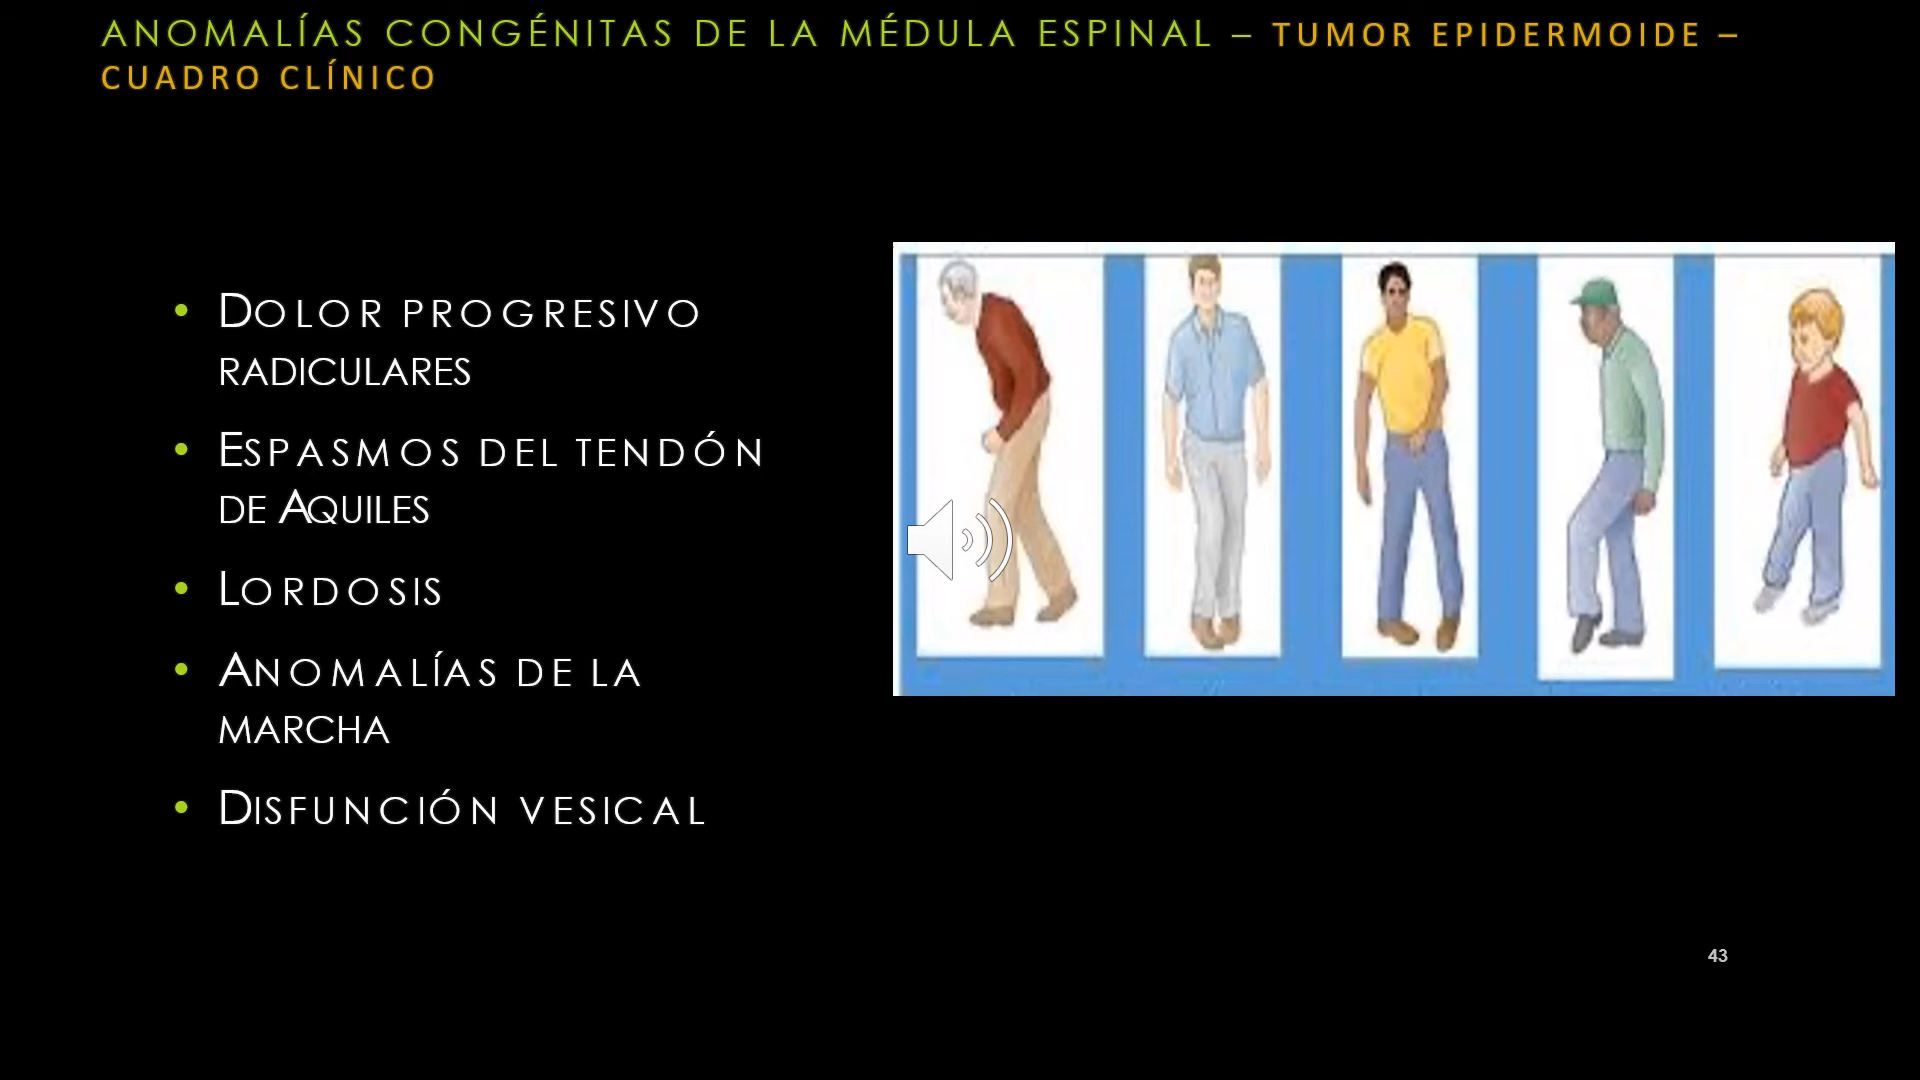 ANOMALÍAS CONGÉNITAS DE LA MÉDULA ESPINAL – TUMOR EPIDERMOIDE –
CUADRO CLÍNICO
• DOLOR PROGRESIVO
RADICULARES
• ESPASMOS DEL TENDÓN
DE AQUILES
• LORDOSIS
• ANOMALÍAS DE LA
MARCHA
• DISFUNCIÓN VESICAL
43